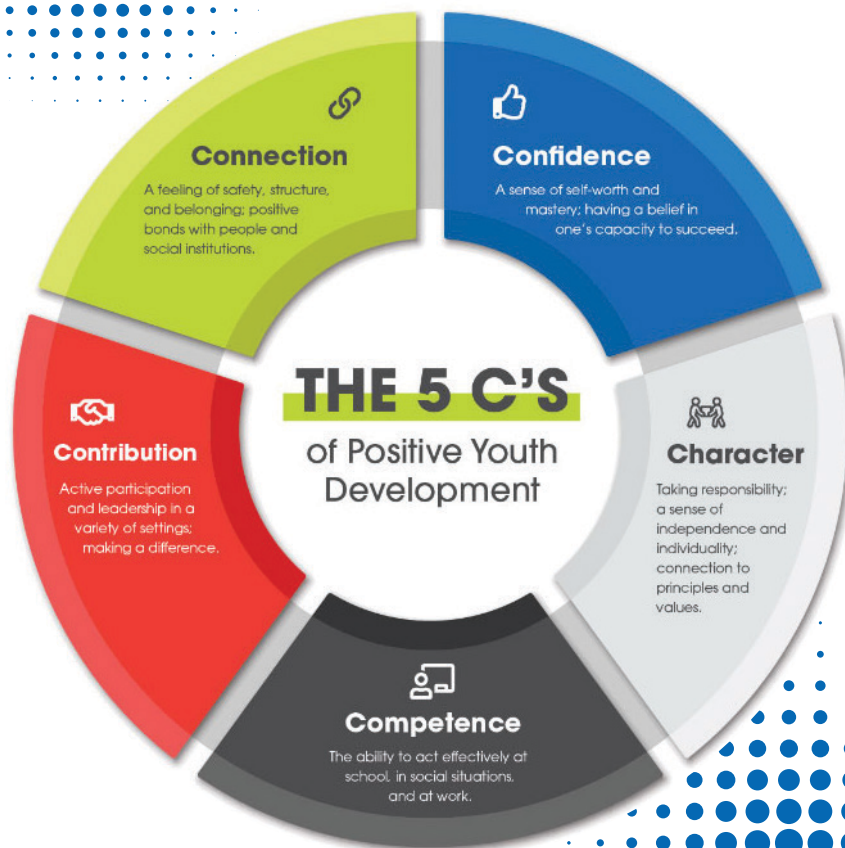 THE 5 C'S
of Positive Youth
Development
Connection
A feeling of safety, structure,
and belonging; positive
bonds with people and
social institutions.
Confidence
A sense of self-worth and
mastery; having a belief in
one's capacity to succeed.
Character
Taking responsibility;
a sense of
independence and
individuality;
connection to
principles and
values.
Competence
The ability to act effectively at
school, in social situations,
and at work.
Contribution
Active participation
and leadership in a
variety of settings;
making a difference.